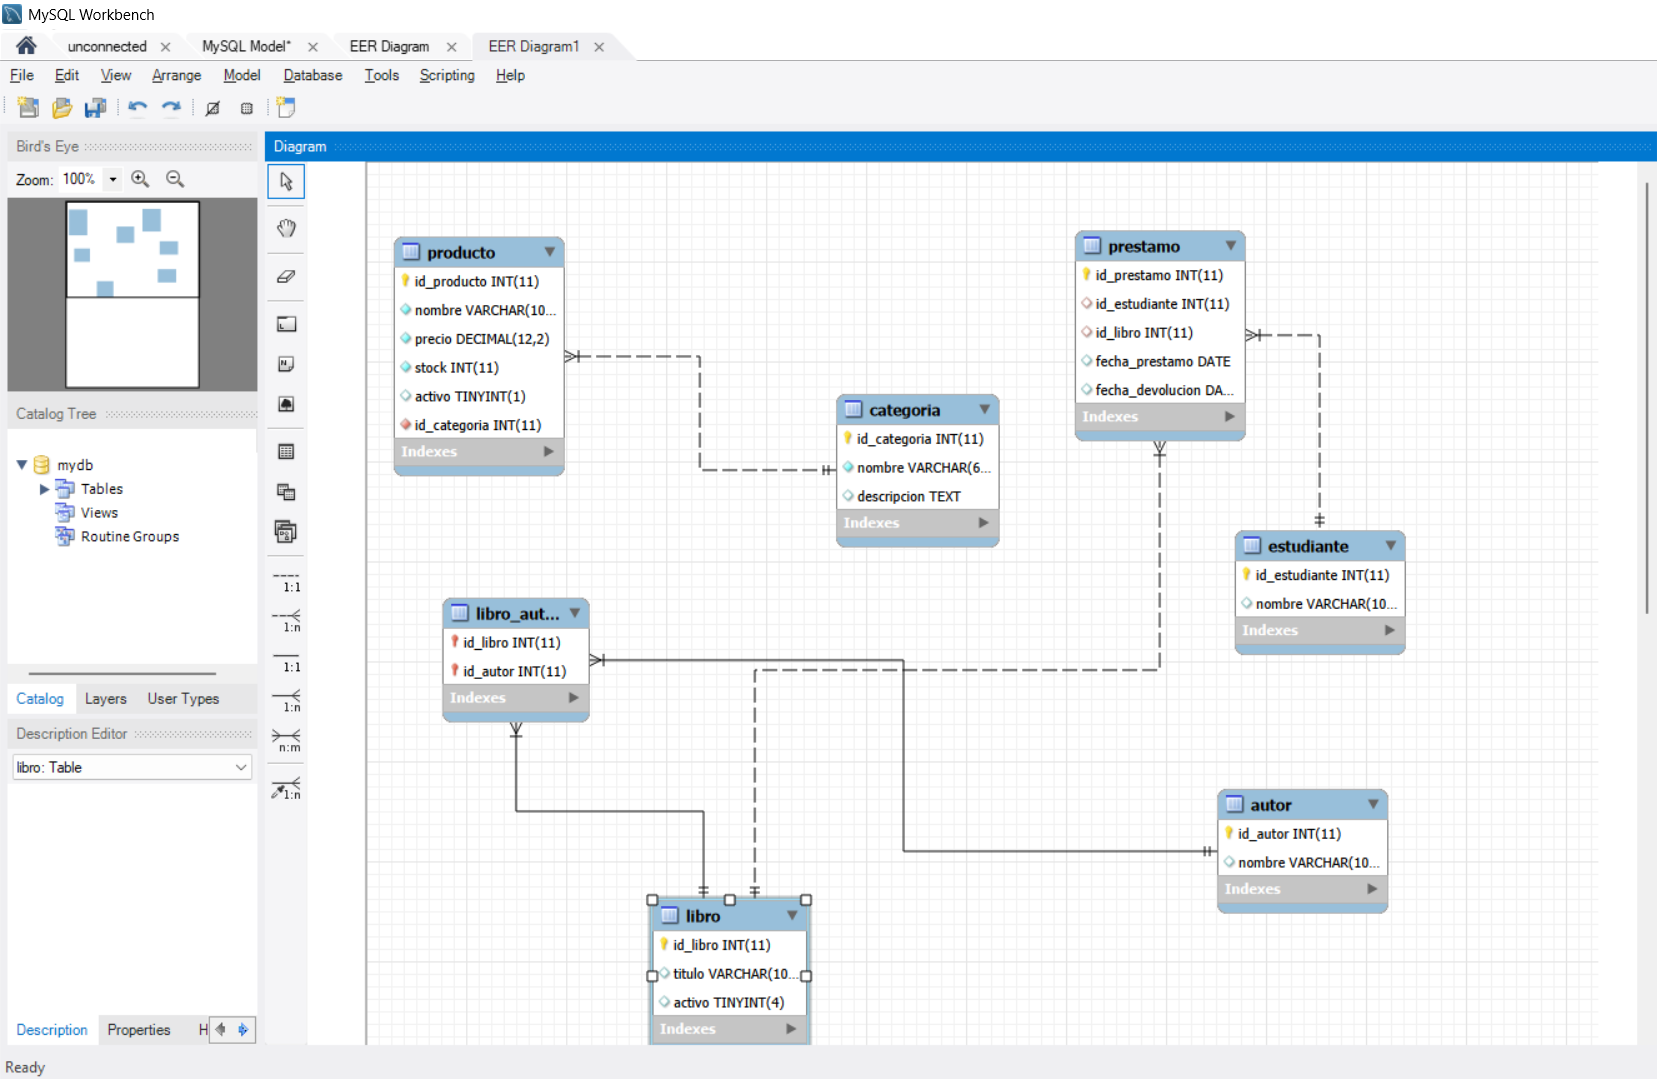 MySQL Workbench
unconnected
MySQL Model*
EER Diagram
EER Diagram1
File Edit View Arrange Model Database Tools Scripting Help
Bird's Eye
Zoom: 100%
Catalog Tree
mydb
Tables
Views
Routine Groups
Catalog Layers User Types
Description Editor
libro: Table
Description Properties H
Ready
Diagram
1:1
1:n
1:1
1:n
n:m
1:n
producto
id_producto INT(11)
nombre VARCHAR(10...
precio DECIMAL(12,2)
stock INT(11)
activo TINYINT(1)
id_categoria INT(11)
Indexes
categoria
id_categoria INT(11)
nombre VARCHAR(6...
descripcion TEXT
Indexes
prestamo
id_prestamo INT(11)
id_estudiante INT(11)
id_libro INT(11)
fecha_prestamo DATE
fecha_devolucion DA...
Indexes
estudiante
id_estudiante INT(11)
nombre VARCHAR(10...
Indexes
libro_aut...
id_libro INT(11)
id_autor INT(11)
Indexes
autor
id_autor INT(11)
nombre VARCHAR(10...
Indexes
libro
id_libro INT(11)
titulo VARCHAR(10...
activo TINYINT(4)
Indexes